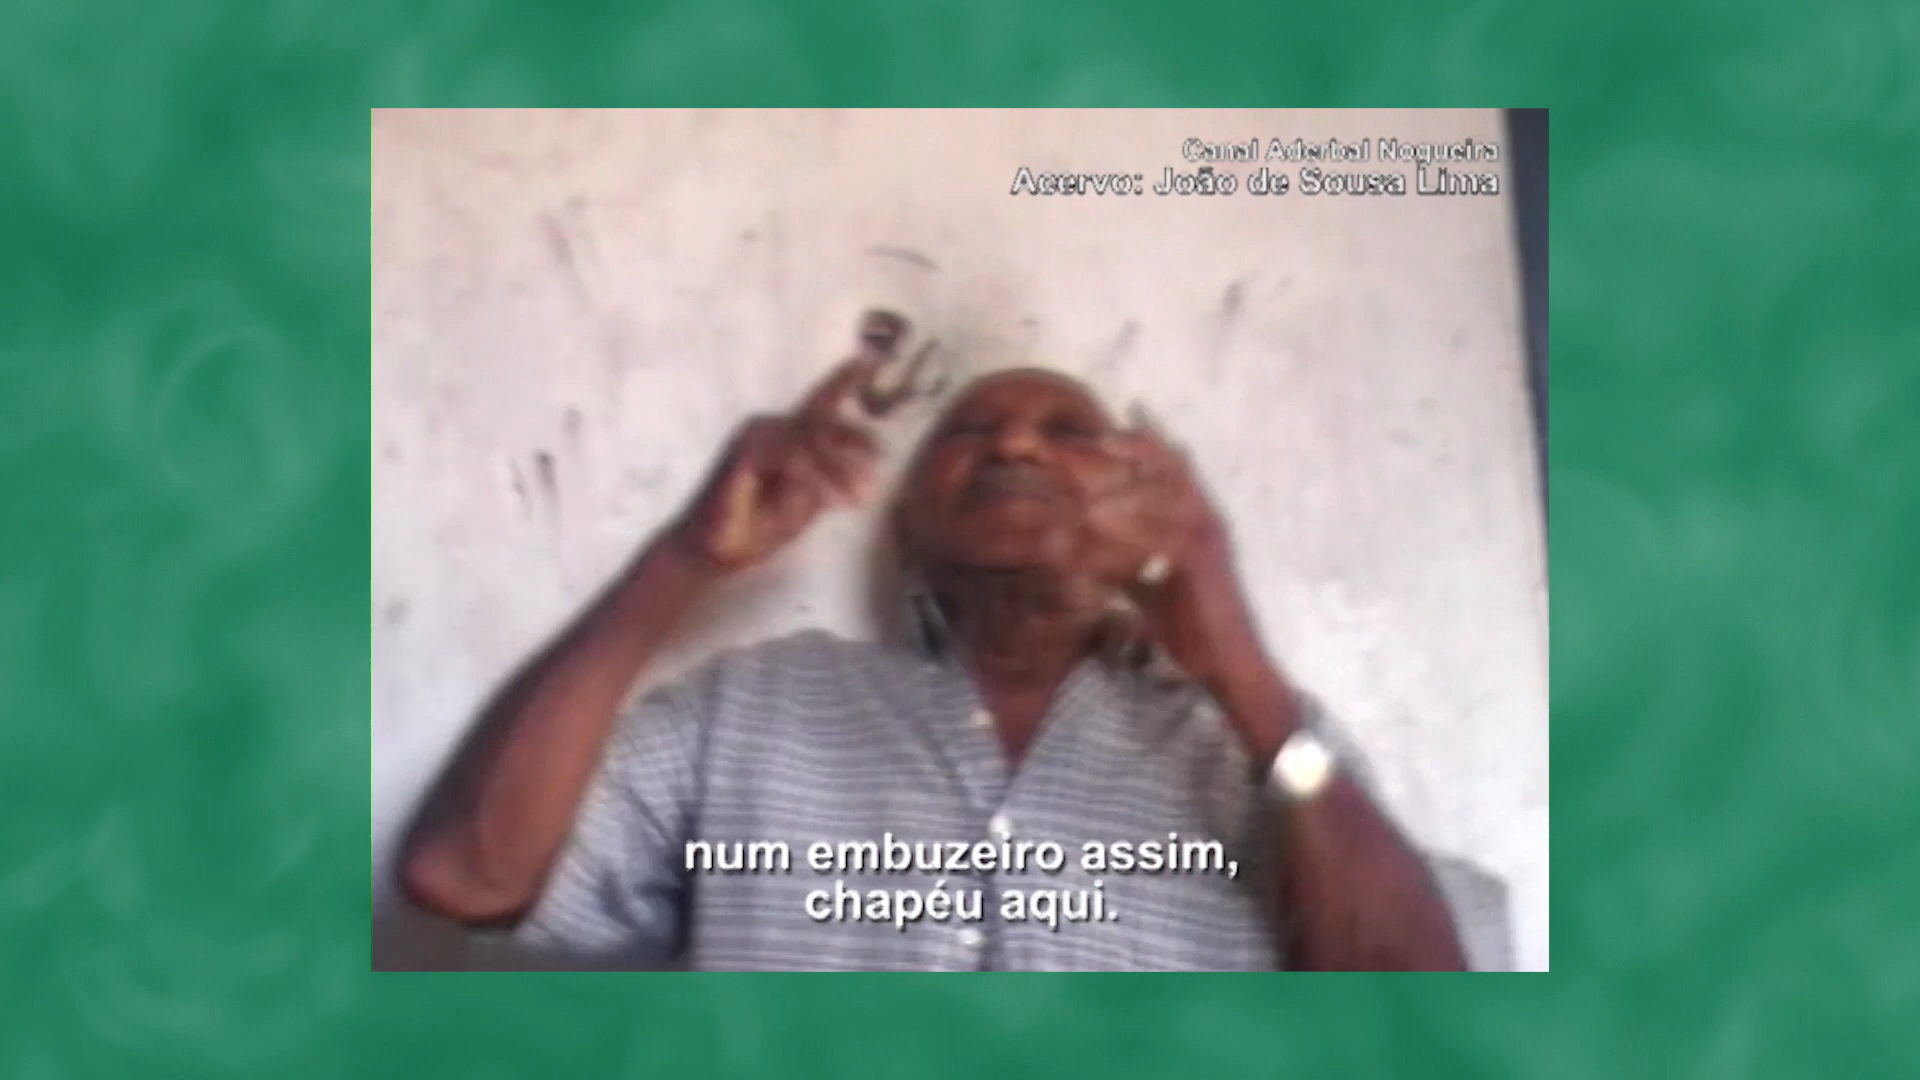 Canal Aderbal Nogueira
Acervo: João de Sousa Lima
num embuzeiro assim,
chapéu aqui.